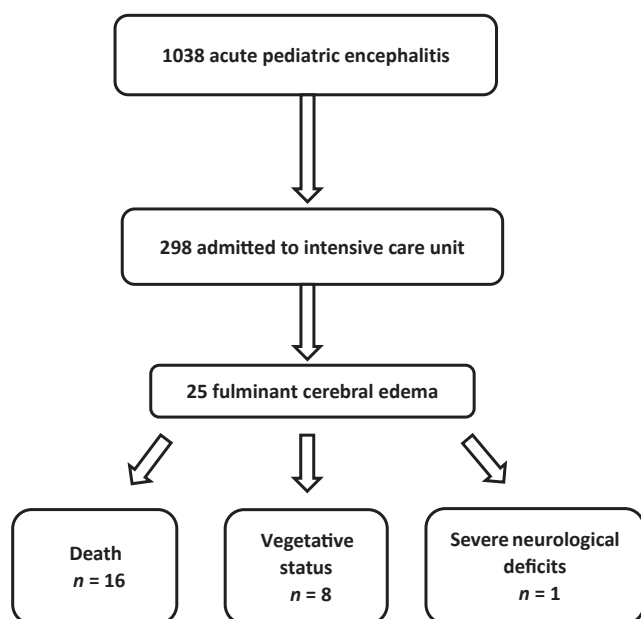 1038 acute pediatric encephalitis
298 admitted to intensive care unit
25 fulminant cerebral edema
Death
n = 16
Vegetative
status
n = 8
Severe neurological
deficits
n = 1